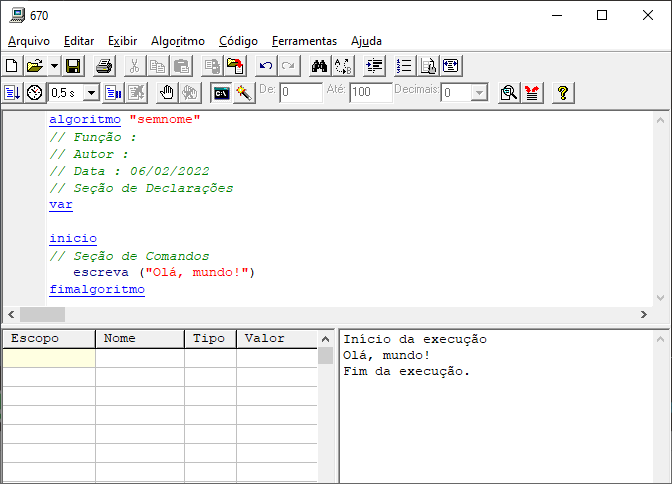 670
Arquivo Editar Exibir Algoritmo Código Ferramentas Ajuda
0,5 s De: 0 Até: 100 Decimais: 0
algoritmo "semnome"
// Função :
// Autor :
// Data : 06/02/2022
// Seção de Declarações
var
inicio
// Seção de Comandos
escreva ("Olá, mundo!")
fimalgoritmo
Escopo Nome Tipo Valor
Início da execução
Olá, mundo!
Fim da execução.